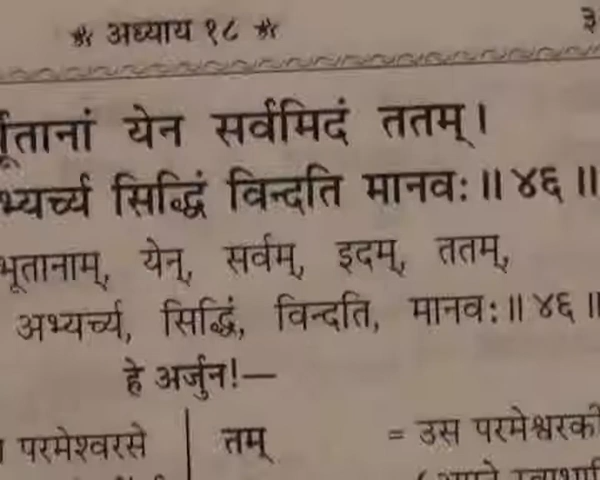 * अध्याय १८ *
भूतानां येन सर्वमिदं ततम्।
भ्यर्च्य सिद्धिं विन्दति मानवः॥४६॥
भूतानाम्, येन, सर्वम्, इदम्, ततम्,
अभ्यर्च्य, सिद्धिं, विन्दति, मानवः॥४६॥
हे अर्जुन!—
परमेश्वरसे | तम् = उस परमेश्वरकी